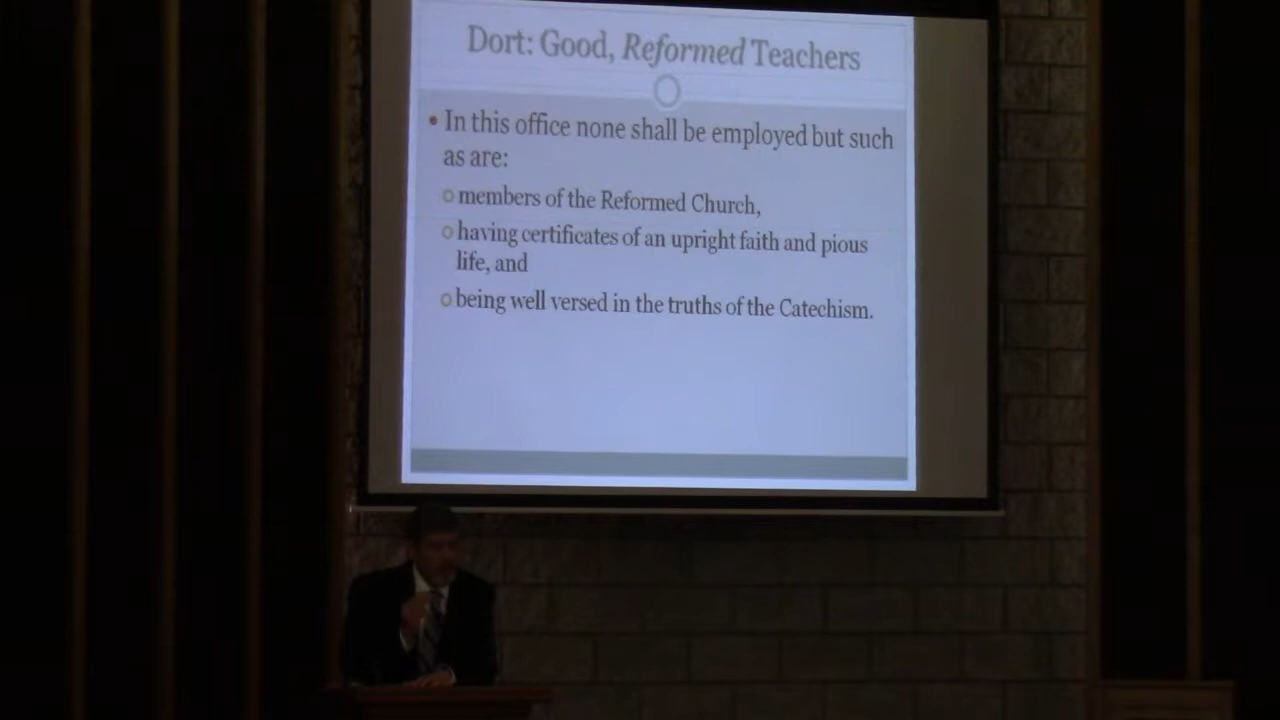 Dort: Good, Reformed Teachers
• In this office none shall be employed but such
as are:
o members of the Reformed Church,
o having certificates of an upright faith and pious
life, and
o being well versed in the truths of the Catechism.